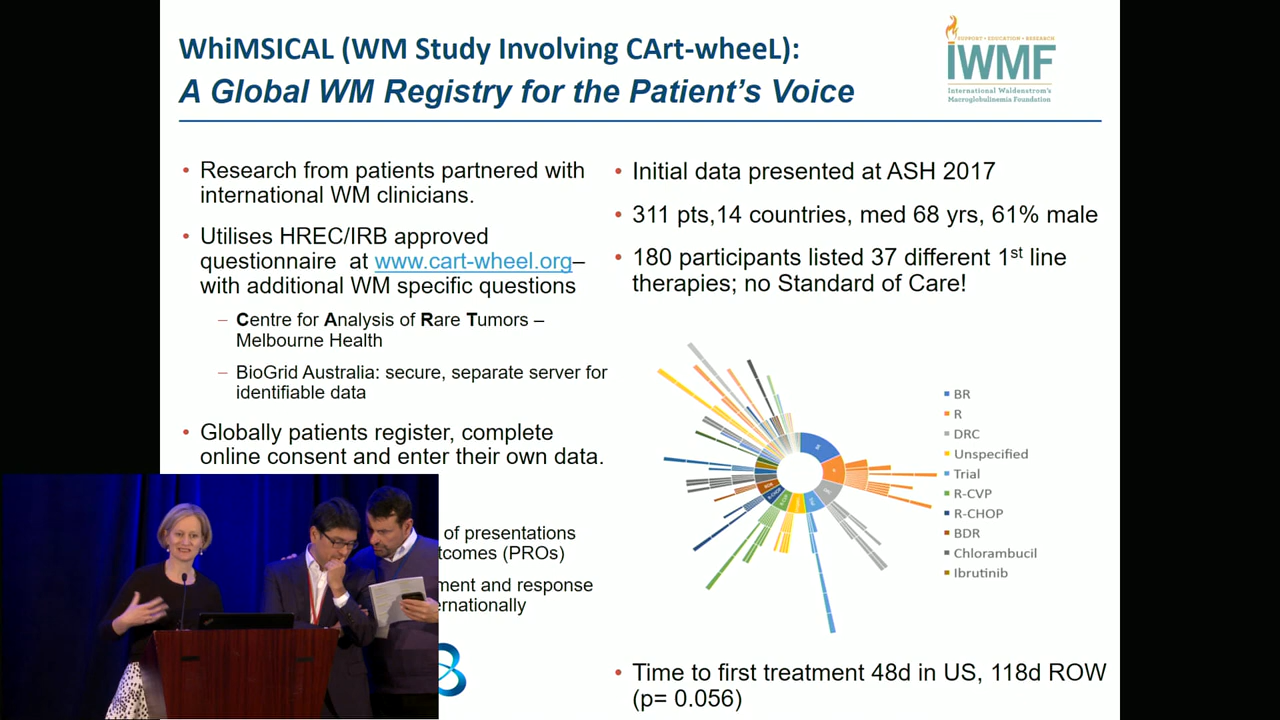 WhiMSICAL (WM Study Involving CArt-wheeL):
A Global WM Registry for the Patient's Voice
SUPPORT • EDUCATION • RESEARCH
IWMF
International Waldenstrom's
Macroglobulinemia Foundation
• Research from patients partnered with
international WM clinicians.
• Utilises HREC/IRB approved
questionnaire at www.cart-wheel.org–
with additional WM specific questions
– Centre for Analysis of Rare Tumors –
Melbourne Health
– BioGrid Australia: secure, separate server for
identifiable data
• Globally patients register, complete
online consent and enter their own data.
of presentations
tcomes (PROs)
ment and response
ernationally
• Initial data presented at ASH 2017
• 311 pts,14 countries, med 68 yrs, 61% male
• 180 participants listed 37 different 1st line
therapies; no Standard of Care!
BR
R
DRC
Unspecified
Trial
R-CVP
R-CHOP
BDR
Chlorambucil
Ibrutinib
• Time to first treatment 48d in US, 118d ROW
(p= 0.056)